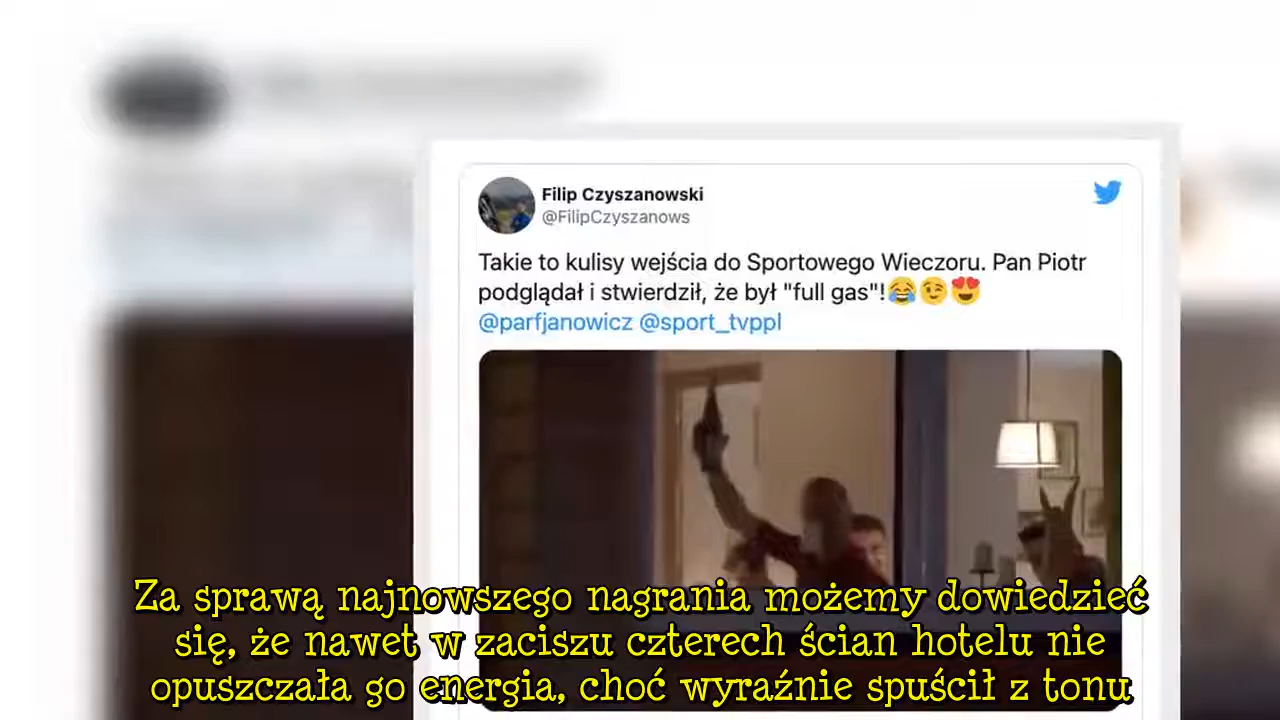 Filip Czyszanowski
@FilipCzyszanows
Takie to kulisy wejścia do Sportowego Wieczoru. Pan Piotr
podglądał i stwierdził, że był "full gas"!😂😉😍
@parfjanowicz @sport_tvppl
Za sprawą najnowszego nagrania możemy dowiedzieć
się, że nawet w zaciszu czterech ścian hotelu nie
opuszczała go energia, choć wyraźnie spuścił z tonu